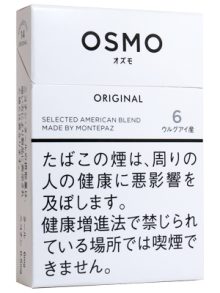 OSMO
オズモ
ORIGINAL
SELECTED AMERICAN BLEND
MADE BY MONTEPAZ
6
ウルグアイ産
たばこの煙は、周りの
人の健康に悪影響を
及ぼします。
健康増進法で禁じられ
ている場所では喫煙で
きません。